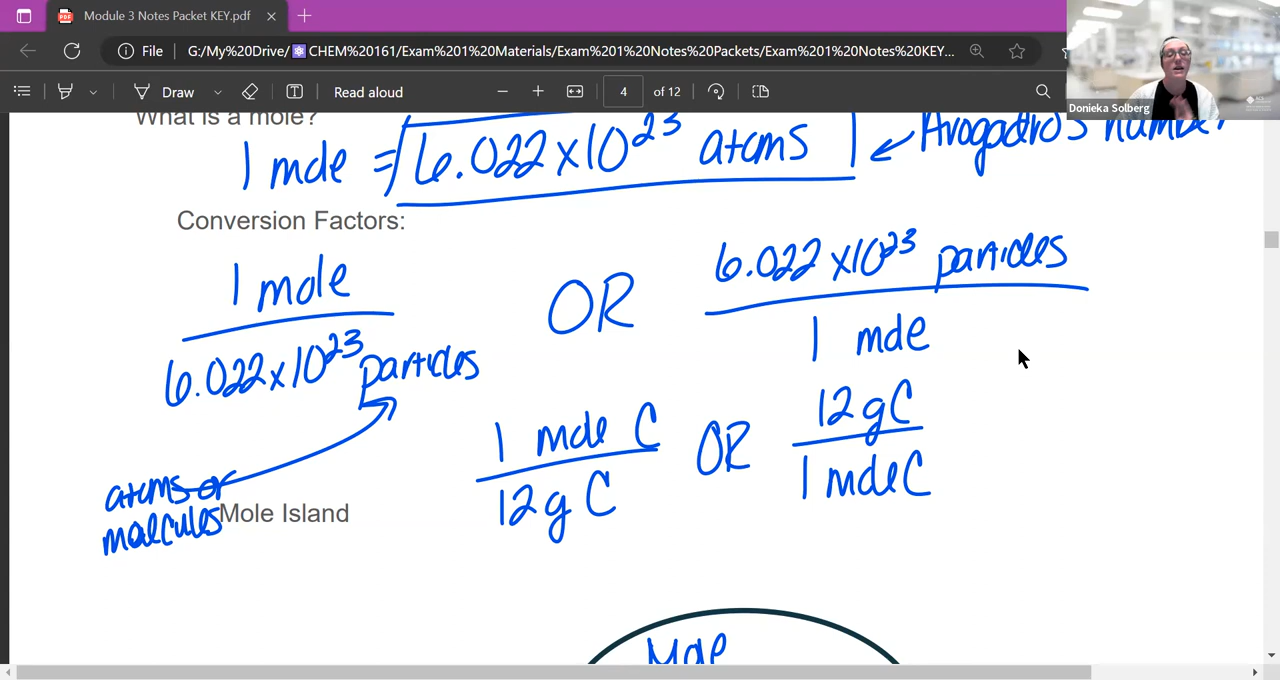 Module 3 Notes Packet KEY.pdf
File G:/My%20Drive/ CHEM%20161/Exam%201%20Materials/Exam%201%20Notes%20Packets/Exam%201%20Notes%20KEY...
Draw Read aloud 4 of 12
Donieka Solberg
What is a mole?
1 mole = 6.022 x 10^23 atoms Avogadro's number
Conversion Factors:
1 mole
6.022 x 10^23 particles
OR
6.022 x 10^23 particles
1 mole
1 mole C
12 g C
OR
12 g C
1 mole C
atoms or
molecules
Mole Island
Mole